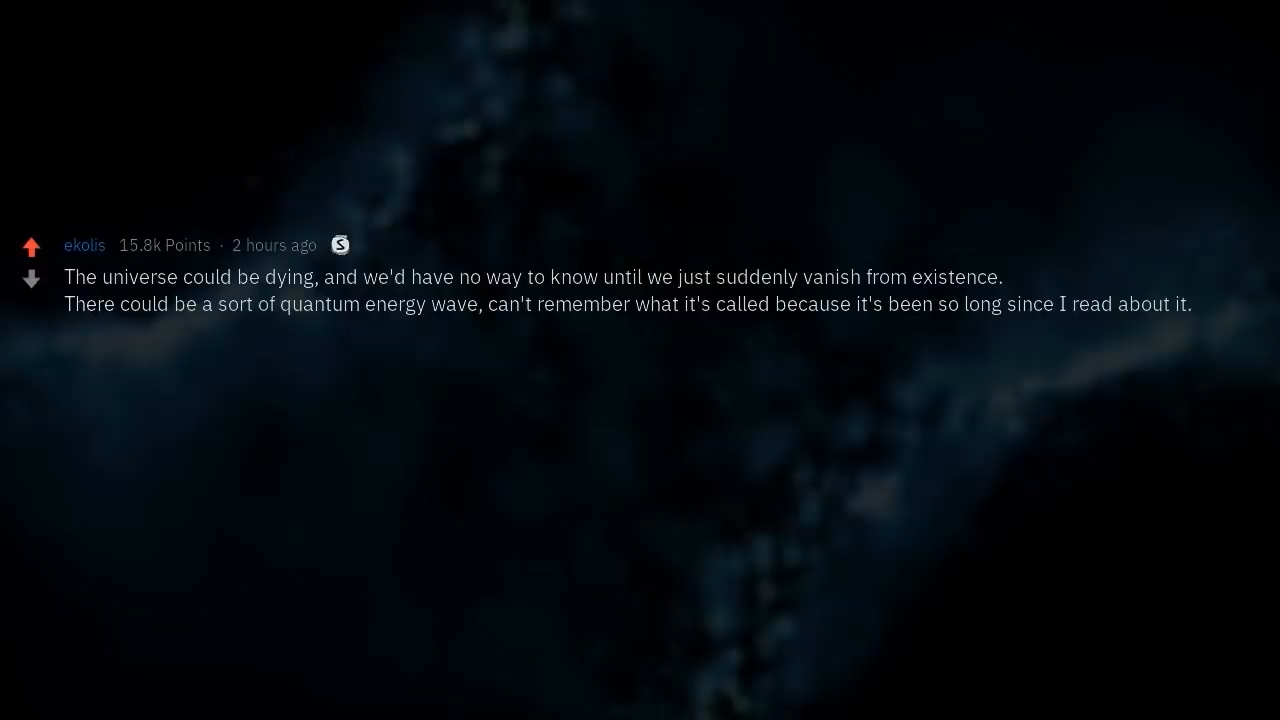 ekolis 15.8k Points · 2 hours ago S
The universe could be dying, and we'd have no way to know until we just suddenly vanish from existence.
There could be a sort of quantum energy wave, can't remember what it's called because it's been so long since I read about it.